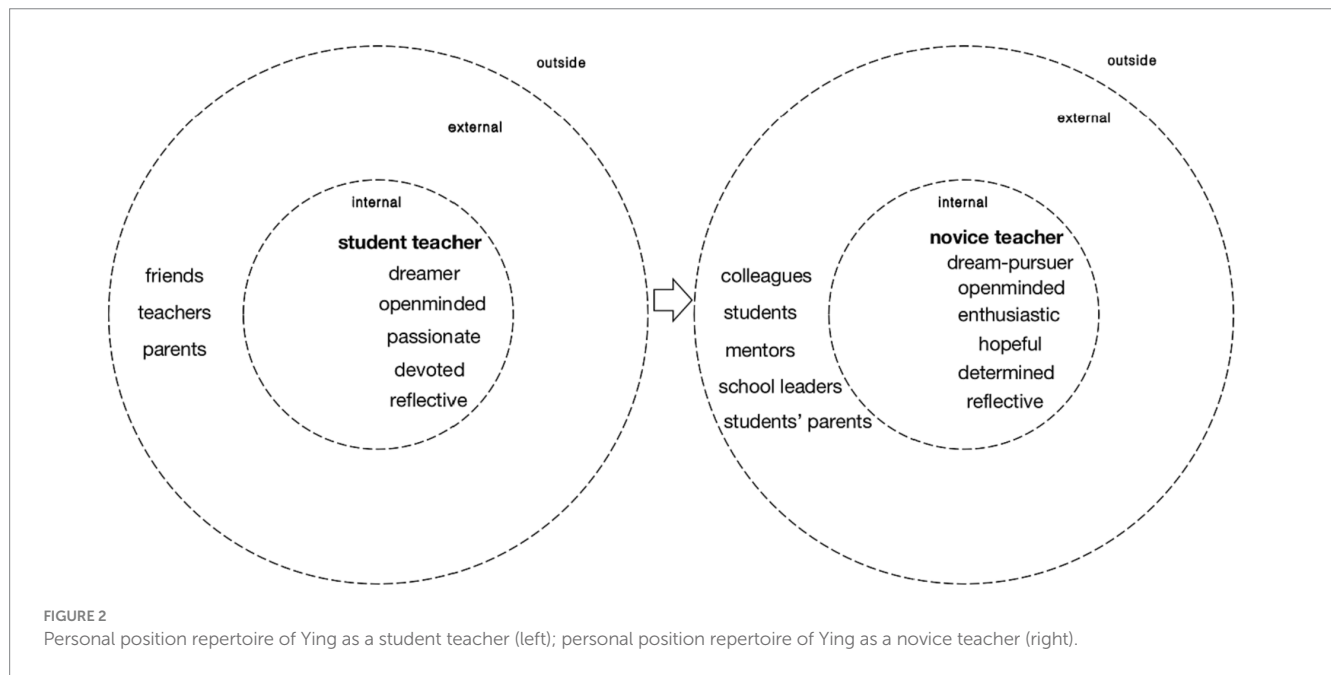 outside
external
internal
student teacher
dreamer
openminded
passionate
devoted
reflective
friends
teachers
parents
outside
external
internal
novice teacher
dream-pursuer
openminded
enthusiastic
hopeful
determined
reflective
colleagues
students
mentors
school leaders
students’ parents
FIGURE 2
Personal position repertoire of Ying as a student teacher (left); personal position repertoire of Ying as a novice teacher (right).